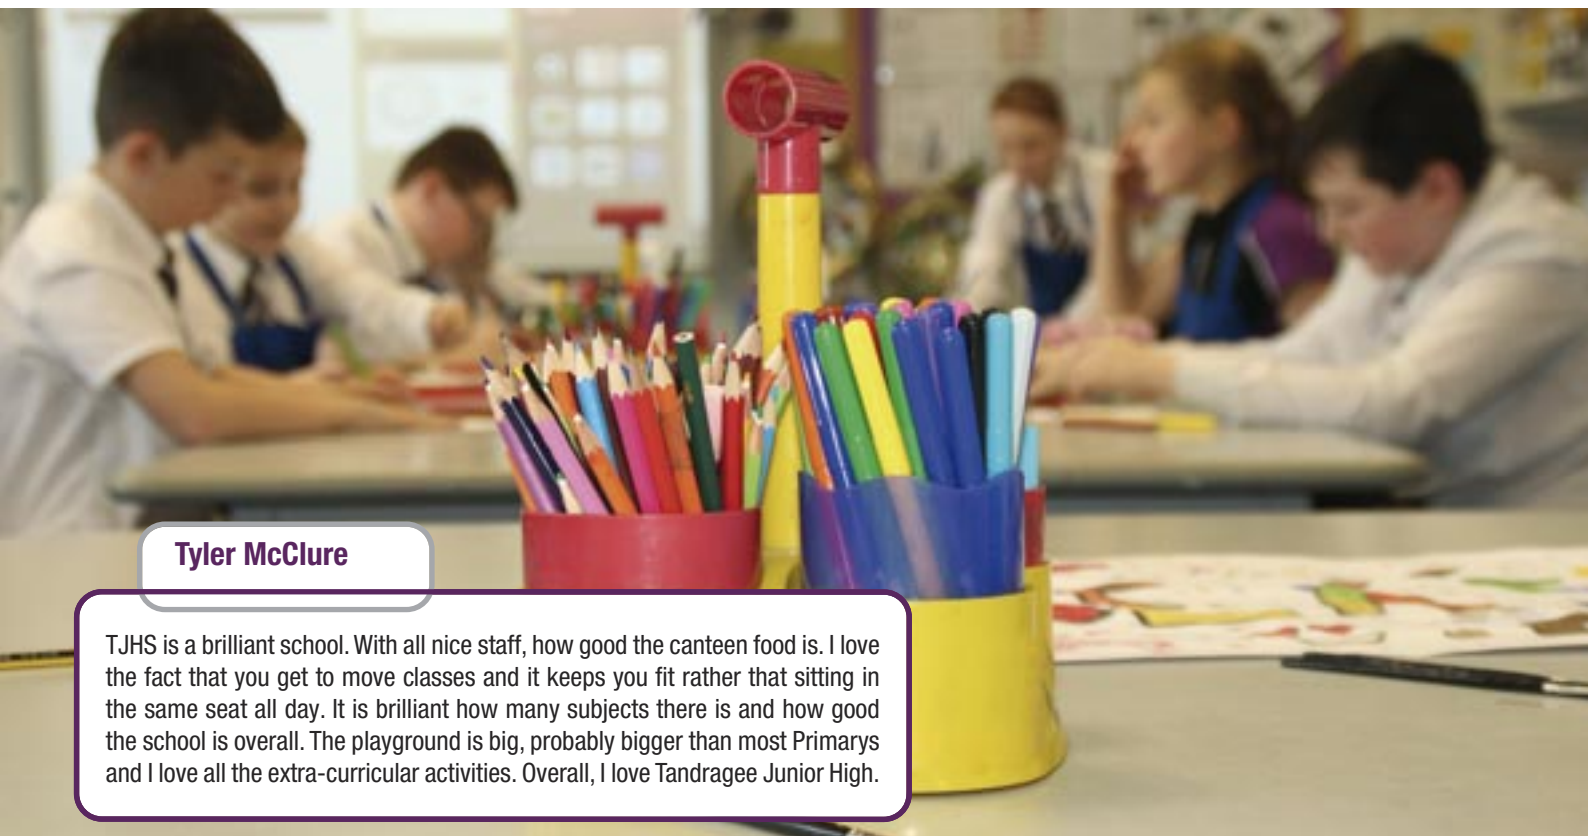 Tyler McClure
TJHS is a brilliant school. With all nice staff, how good the canteen food is. I love
the fact that you get to move classes and it keeps you fit rather that sitting in
the same seat all day. It is brilliant how many subjects there is and how good
the school is overall. The playground is big, probably bigger than most Primarys
and I love all the extra-curricular activities. Overall, I love Tandragee Junior High.